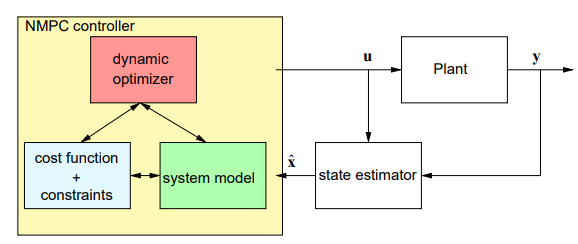 NMPC controller
dynamic
optimizer
u
Plant
y
cost function
+
constraints
system model
x̂
state estimator